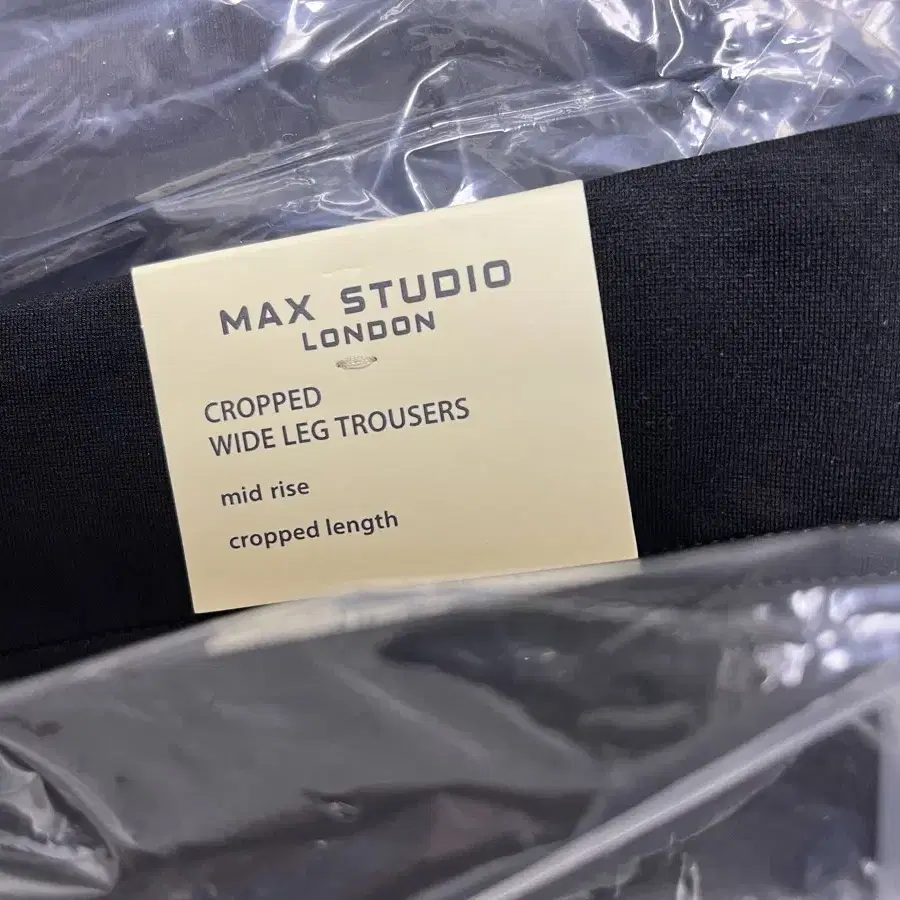 MAX STUDIO
LONDON
CROPPED
WIDE LEG TROUSERS
mid rise
cropped length